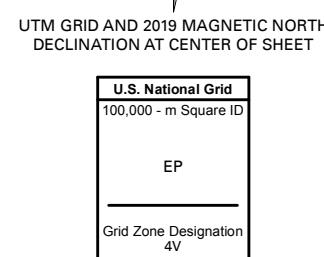 UTM GRID AND 2019 MAGNETIC NORTH
DECLINATION AT CENTER OF SHEET
U.S. National Grid
100,000 - m Square ID
EP
Grid Zone Designation
4V